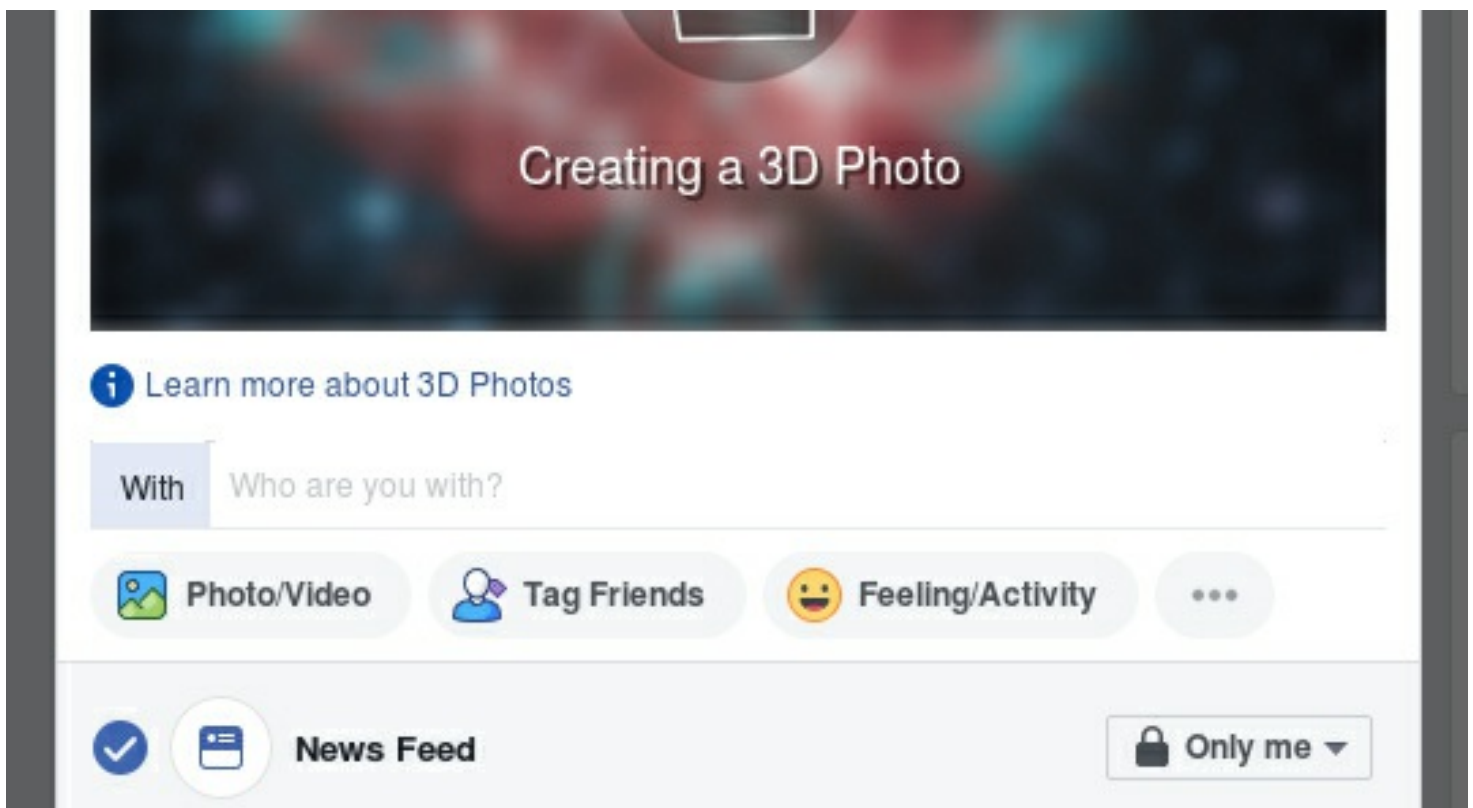 Creating a 3D Photo
Learn more about 3D Photos
With Who are you with?
Photo/Video Tag Friends Feeling/Activity
News Feed Only me